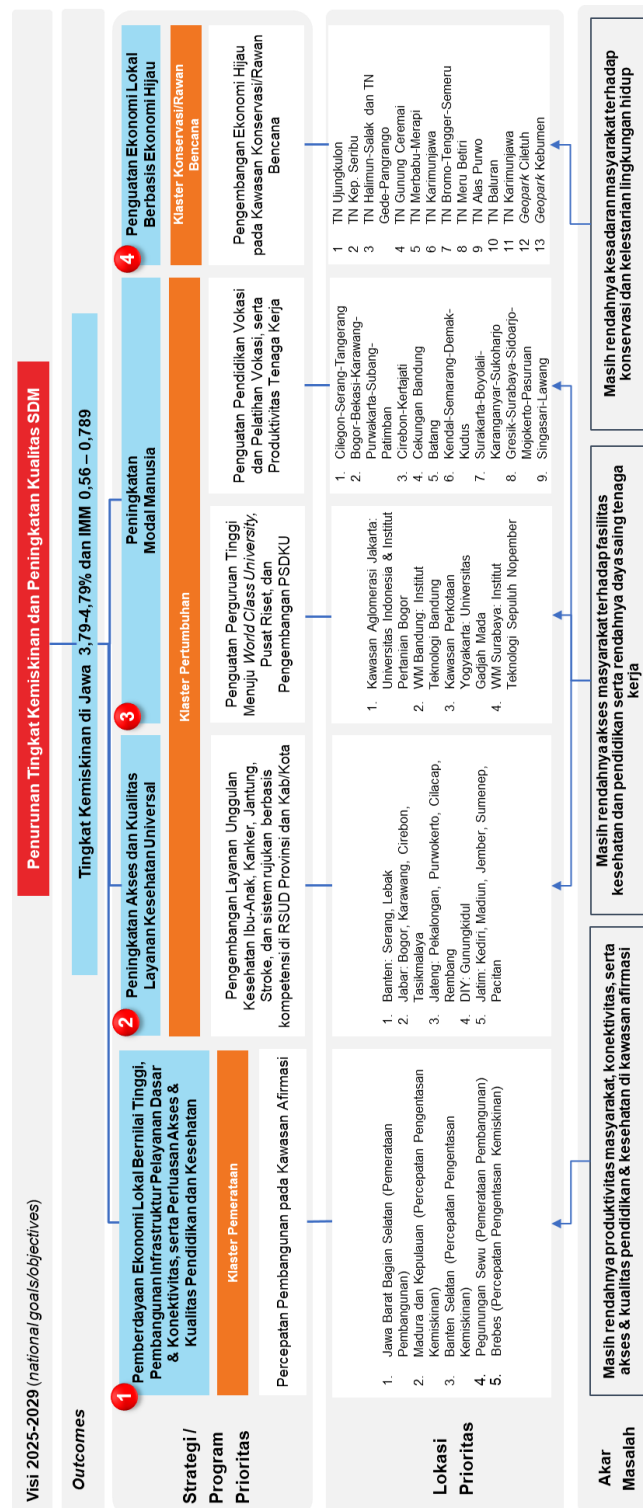 Visi 2025-2029 (national goals/objectives)
Penurunan Tingkat Kemiskinan dan Peningkatan Kualitas SDM
Outcomes
Tingkat Kemiskinan di Jawa 3,79-4,79% dan IMM 0,56 – 0,789
Strategi /
Program
Prioritas
1
Pemberdayaan Ekonomi Lokal Bernilai Tinggi,
Pembangunan Infrastruktur Pelayanan Dasar
& Konektivitas, serta Perluasan Akses &
Kualitas Pendidikan dan Kesehatan
Klaster Pemerataan
Percepatan Pembangunan pada Kawasan Afirmasi
2
Peningkatan Akses dan Kualitas
Layanan Kesehatan Universal
3
Peningkatan
Modal Manusia
Klaster Pertumbuhan
Pengembangan Layanan Unggulan
Kesehatan Ibu-Anak, Kanker, Jantung,
Stroke, dan sistem rujukan berbasis
kompetensi di RSUD Provinsi dan Kab/Kota
Penguatan Perguruan Tinggi
Menuju World Class University,
Pusat Riset, dan
Pengembangan PSDKU
Penguatan Pendidikan Vokasi
dan Pelatihan Vokasi, serta
Produktivitas Tenaga Kerja
4
Penguatan Ekonomi Lokal
Berbasis Ekonomi Hijau
Klaster Konservasi/Rawan
Bencana
Pengembangan Ekonomi Hijau
pada Kawasan Konservasi/Rawan
Bencana
Lokasi
Prioritas
1. Jawa Barat Bagian Selatan (Pemerataan
Pembangunan)
2. Madura dan Kepulauan (Percepatan Pengentasan
Kemiskinan)
3. Banten Selatan (Percepatan Pengentasan
Kemiskinan)
4. Pegunungan Sewu (Pemerataan Pembangunan)
5. Brebes (Percepatan Pengentasan Kemiskinan)
1. Banten: Serang, Lebak
2. Jabar: Bogor, Karawang, Cirebon,
Tasikmalaya
3. Jateng: Pekalongan, Purwokerto, Cilacap,
Rembang
4. DIY: Gunungkidul
5. Jatim: Kediri, Madiun, Jember, Sumenep,
Pacitan
1. Kawasan Aglomerasi Jakarta:
Universitas Indonesia & Institut
Pertanian Bogor
2. WM Bandung: Institut
Teknologi Bandung
3. Kawasan Perkotaan
Yogyakarta: Universitas
Gadjah Mada
4. WM Surabaya: Institut
Teknologi Sepuluh Nopember
1. Cilegon-Serang-Tangerang
2. Bogor-Bekasi-Karawang-
Purwakarta-Subang-
Patimban
3. Cirebon-Kertajati
4. Cekungan Bandung
5. Batang
6. Kendal-Semarang-Demak-
Kudus
7. Surakarta-Boyolali-
Karanganyar-Sukoharjo
8. Gresik-Surabaya-Sidoarjo-
Mojokerto-Pasuruan
9. Singasari-Lawang
1 TN Ujungkulon
2 TN Kep. Seribu
3 TN Halimun-Salak dan TN
Gede-Pangrango
4 TN Gunung Ceremai
5 TN Merbabu-Merapi
6 TN Karimunjawa
7 TN Bromo-Tengger-Semeru
8 TN Meru Betiri
9 TN Alas Purwo
10 TN Baluran
11 TN Karimunjawa
12 Geopark Ciletuh
13 Geopark Kebumen
Akar
Masalah
Masih rendahnya produktivitas masyarakat, konektivitas, serta
akses & kualitas pendidikan & kesehatan di kawasan afirmasi
Masih rendahnya akses masyarakat terhadap fasilitas
kesehatan dan pendidikan serta rendahnya daya saing tenaga
kerja
Masih rendahnya kesadaran masyarakat terhadap
konservasi dan kelestarian lingkungan hidup